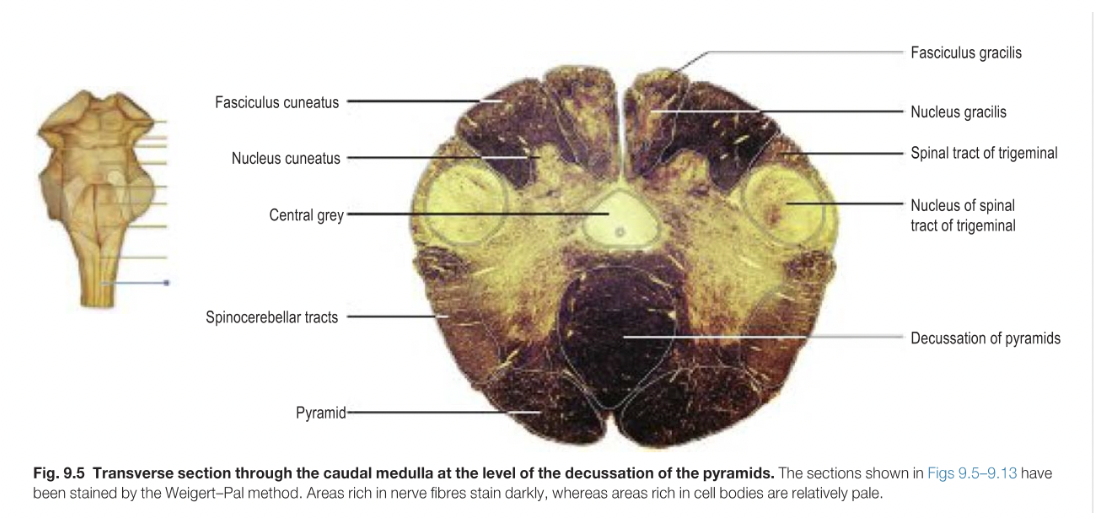 Fasciculus gracilis
Fasciculus cuneatus
Nucleus gracilis
Nucleus cuneatus
Spinal tract of trigeminal
Central grey
Nucleus of spinal
tract of trigeminal
Spinocerebellar tracts
Decussation of pyramids
Pyramid
Fig. 9.5 Transverse section through the caudal medulla at the level of the decussation of the pyramids. The sections shown in Figs 9.5–9.13 have
been stained by the Weigert–Pal method. Areas rich in nerve fibres stain darkly, whereas areas rich in cell bodies are relatively pale.